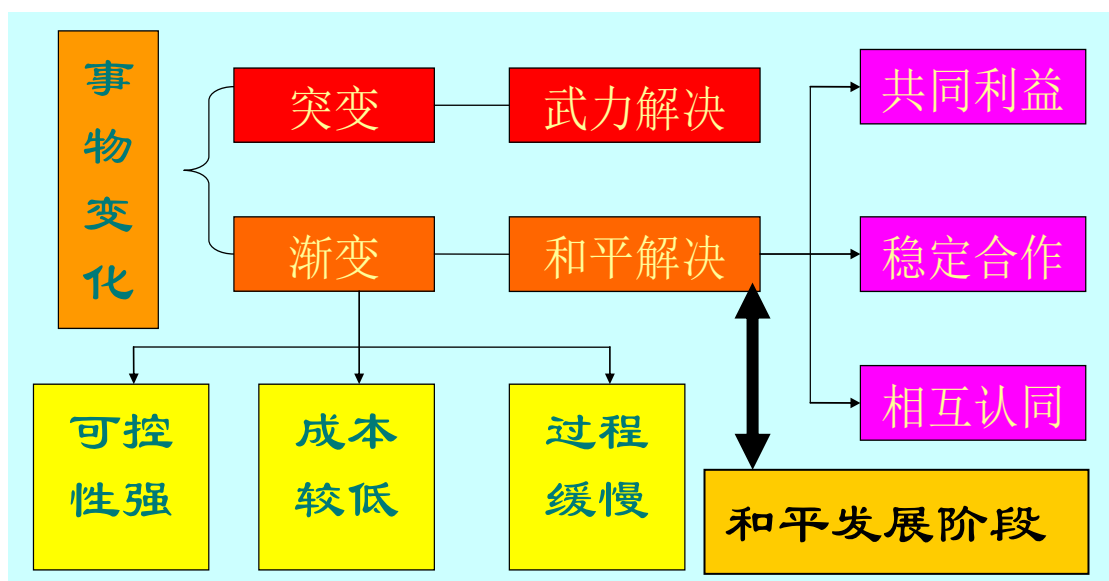 事
物
变
化
突变
武力解决
共同利益
渐变
和平解决
稳定合作
相互认同
可控
性强
成本
较低
过程
缓慢
和平发展阶段